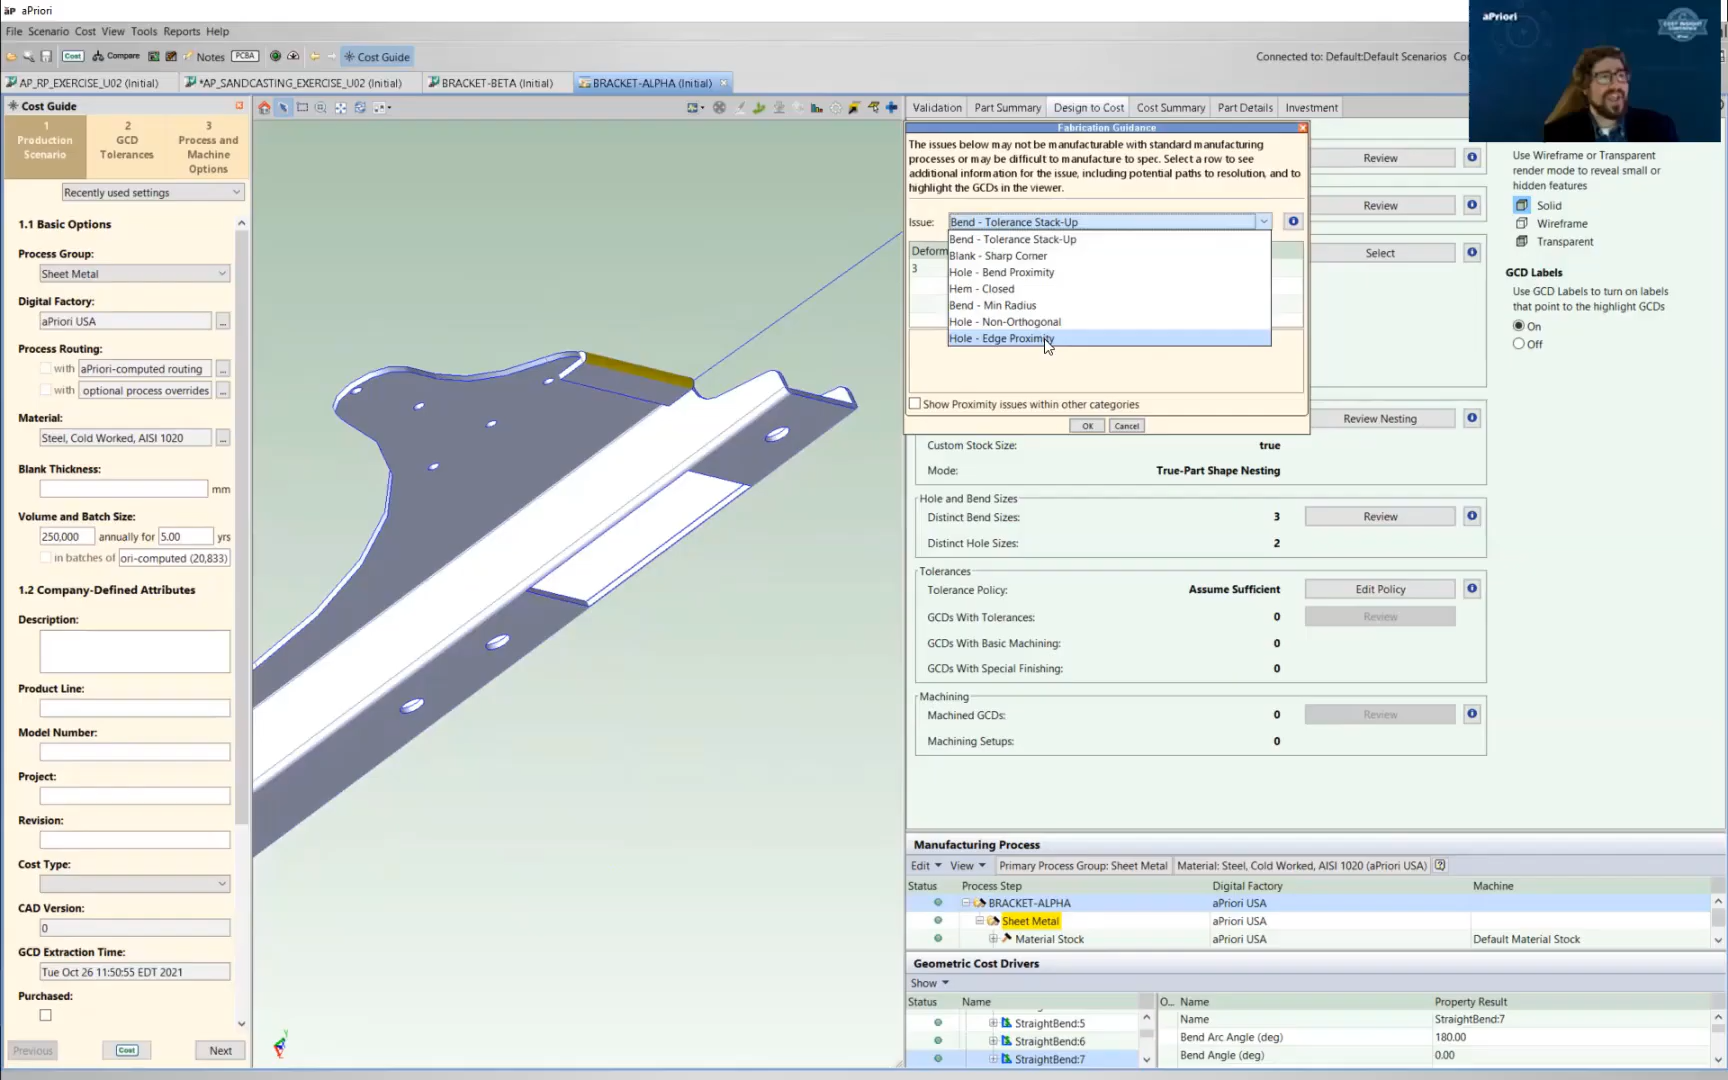 aP aPriori
File Scenario Cost View Tools Reports Help
Cost Compare Notes PCBA Cost Guide
Connected to: Default:Default Scenarios
aPriori
AP_RP_EXERCISE_U02 (Initial) *AP_SANDCASTING_EXERCISE_U02 (Initial) BRACKET-BETA (Initial) BRACKET-ALPHA (Initial)
Cost Guide
1 Production Scenario
2 GCD Tolerances
3 Process and Machine Options
Recently used settings
1.1 Basic Options
Process Group:
Sheet Metal
Digital Factory:
aPriori USA ...
Process Routing:
with aPriori-computed routing ...
with optional process overrides ...
Material:
Steel, Cold Worked, AISI 1020 ...
Blank Thickness:
mm
Volume and Batch Size:
250,000 annually for 5.00 yrs
in batches of ori-computed (20,833)
1.2 Company-Defined Attributes
Description:
Product Line:
Model Number:
Project:
Revision:
Cost Type:
CAD Version:
0
GCD Extraction Time:
Tue Oct 26 11:50:55 EDT 2021
Purchased:
Previous Cost Next
Validation Part Summary Design to Cost Cost Summary Part Details Investment
Fabrication Guidance
The issues below may not be manufacturable with standard manufacturing
processes or may be difficult to manufacture to spec. Select a row to see
additional information for the issue, including potential paths to resolution, and to
highlight the GCDs in the viewer.
Issue: Bend - Tolerance Stack-Up
Bend - Tolerance Stack-Up
Blank - Sharp Corner
Hole - Bend Proximity
Hem - Closed
Bend - Min Radius
Hole - Non-Orthogonal
Hole - Edge Proximity
Deform
3
Show Proximity issues within other categories
OK Cancel
Review
Review
Select
Review Nesting
Custom Stock Size: true
Mode: True-Part Shape Nesting
Hole and Bend Sizes
Distinct Bend Sizes: 3 Review
Distinct Hole Sizes: 2
Tolerances
Tolerance Policy: Assume Sufficient Edit Policy
GCDs With Tolerances: 0 Review
GCDs With Basic Machining: 0
GCDs With Special Finishing: 0
Machining
Machined GCDs: 0 Review
Machining Setups: 0
Use Wireframe or Transparent
render mode to reveal small or
hidden features
Solid
Wireframe
Transparent
GCD Labels
Use GCD Labels to turn on labels
that point to the highlight GCDs
On
Off
Manufacturing Process
Edit View Primary Process Group: Sheet Metal Material: Steel, Cold Worked, AISI 1020 (aPriori USA)
Status Process Step Digital Factory Machine
BRACKET-ALPHA aPriori USA
Sheet Metal aPriori USA
Material Stock aPriori USA Default Material Stock
Geometric Cost Drivers
Show
Status Name O... Name Property Result
StraightBend:5 Name StraightBend:7
StraightBend:6 Bend Arc Angle (deg) 180.00
StraightBend:7 Bend Angle (deg) 0.00